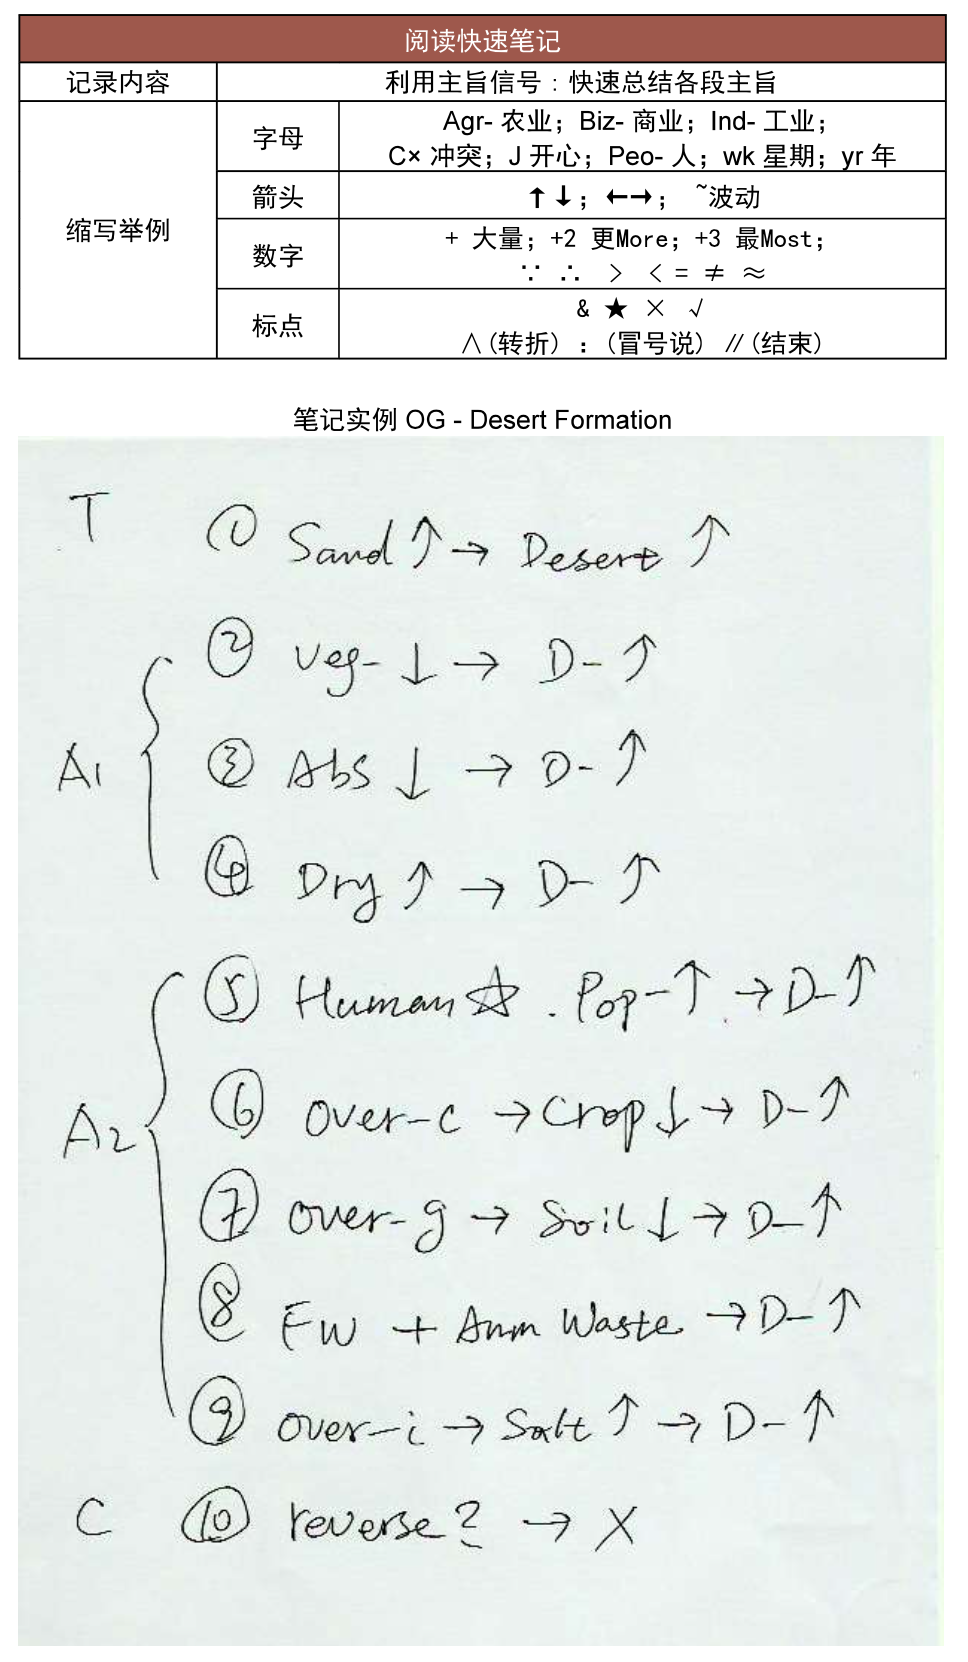 阅读快速笔记
记录内容 利用主旨信号：快速总结各段主旨
缩写举例
字母 Agr- 农业；Biz- 商业；Ind- 工业；
C× 冲突；J 开心；Peo- 人；wk 星期；yr 年
箭头 ↑↓；←→； ~波动
数字 + 大量；+2 更More；+3 最Most；
∵ ∴ > < = ≠ ≈
标点 & ★ × √
∧(转折) ：(冒号说) ∥(结束)
笔记实例 OG - Desert Formation
T ① Sand ↑ → Desert ↑
② Veg- ↓ → D- ↑
A1 ③ Abs ↓ → D- ↑
④ Dry ↑ → D- ↑
⑤ Human ☆ . Pop- ↑ → D- ↑
⑥ over-c → Crop ↓ → D- ↑
A2
⑦ over-g → Soil ↓ → D- ↑
⑧ FW + Anm Waste → D- ↑
⑨ over-i → Salt ↑ → D- ↑
C ⑩ reverse? → X